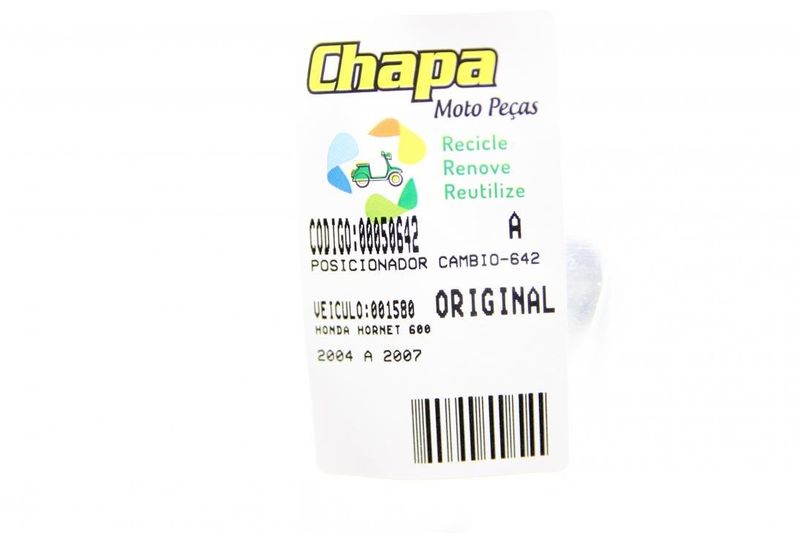 Chapa
Moto Peças
Recicle
Renove
Reutilize
CODIGO:00050642 A
POSICIONADOR CAMBIO-642
VEICULO:001580 ORIGINAL
HONDA HORNET 600
2004 A 2007